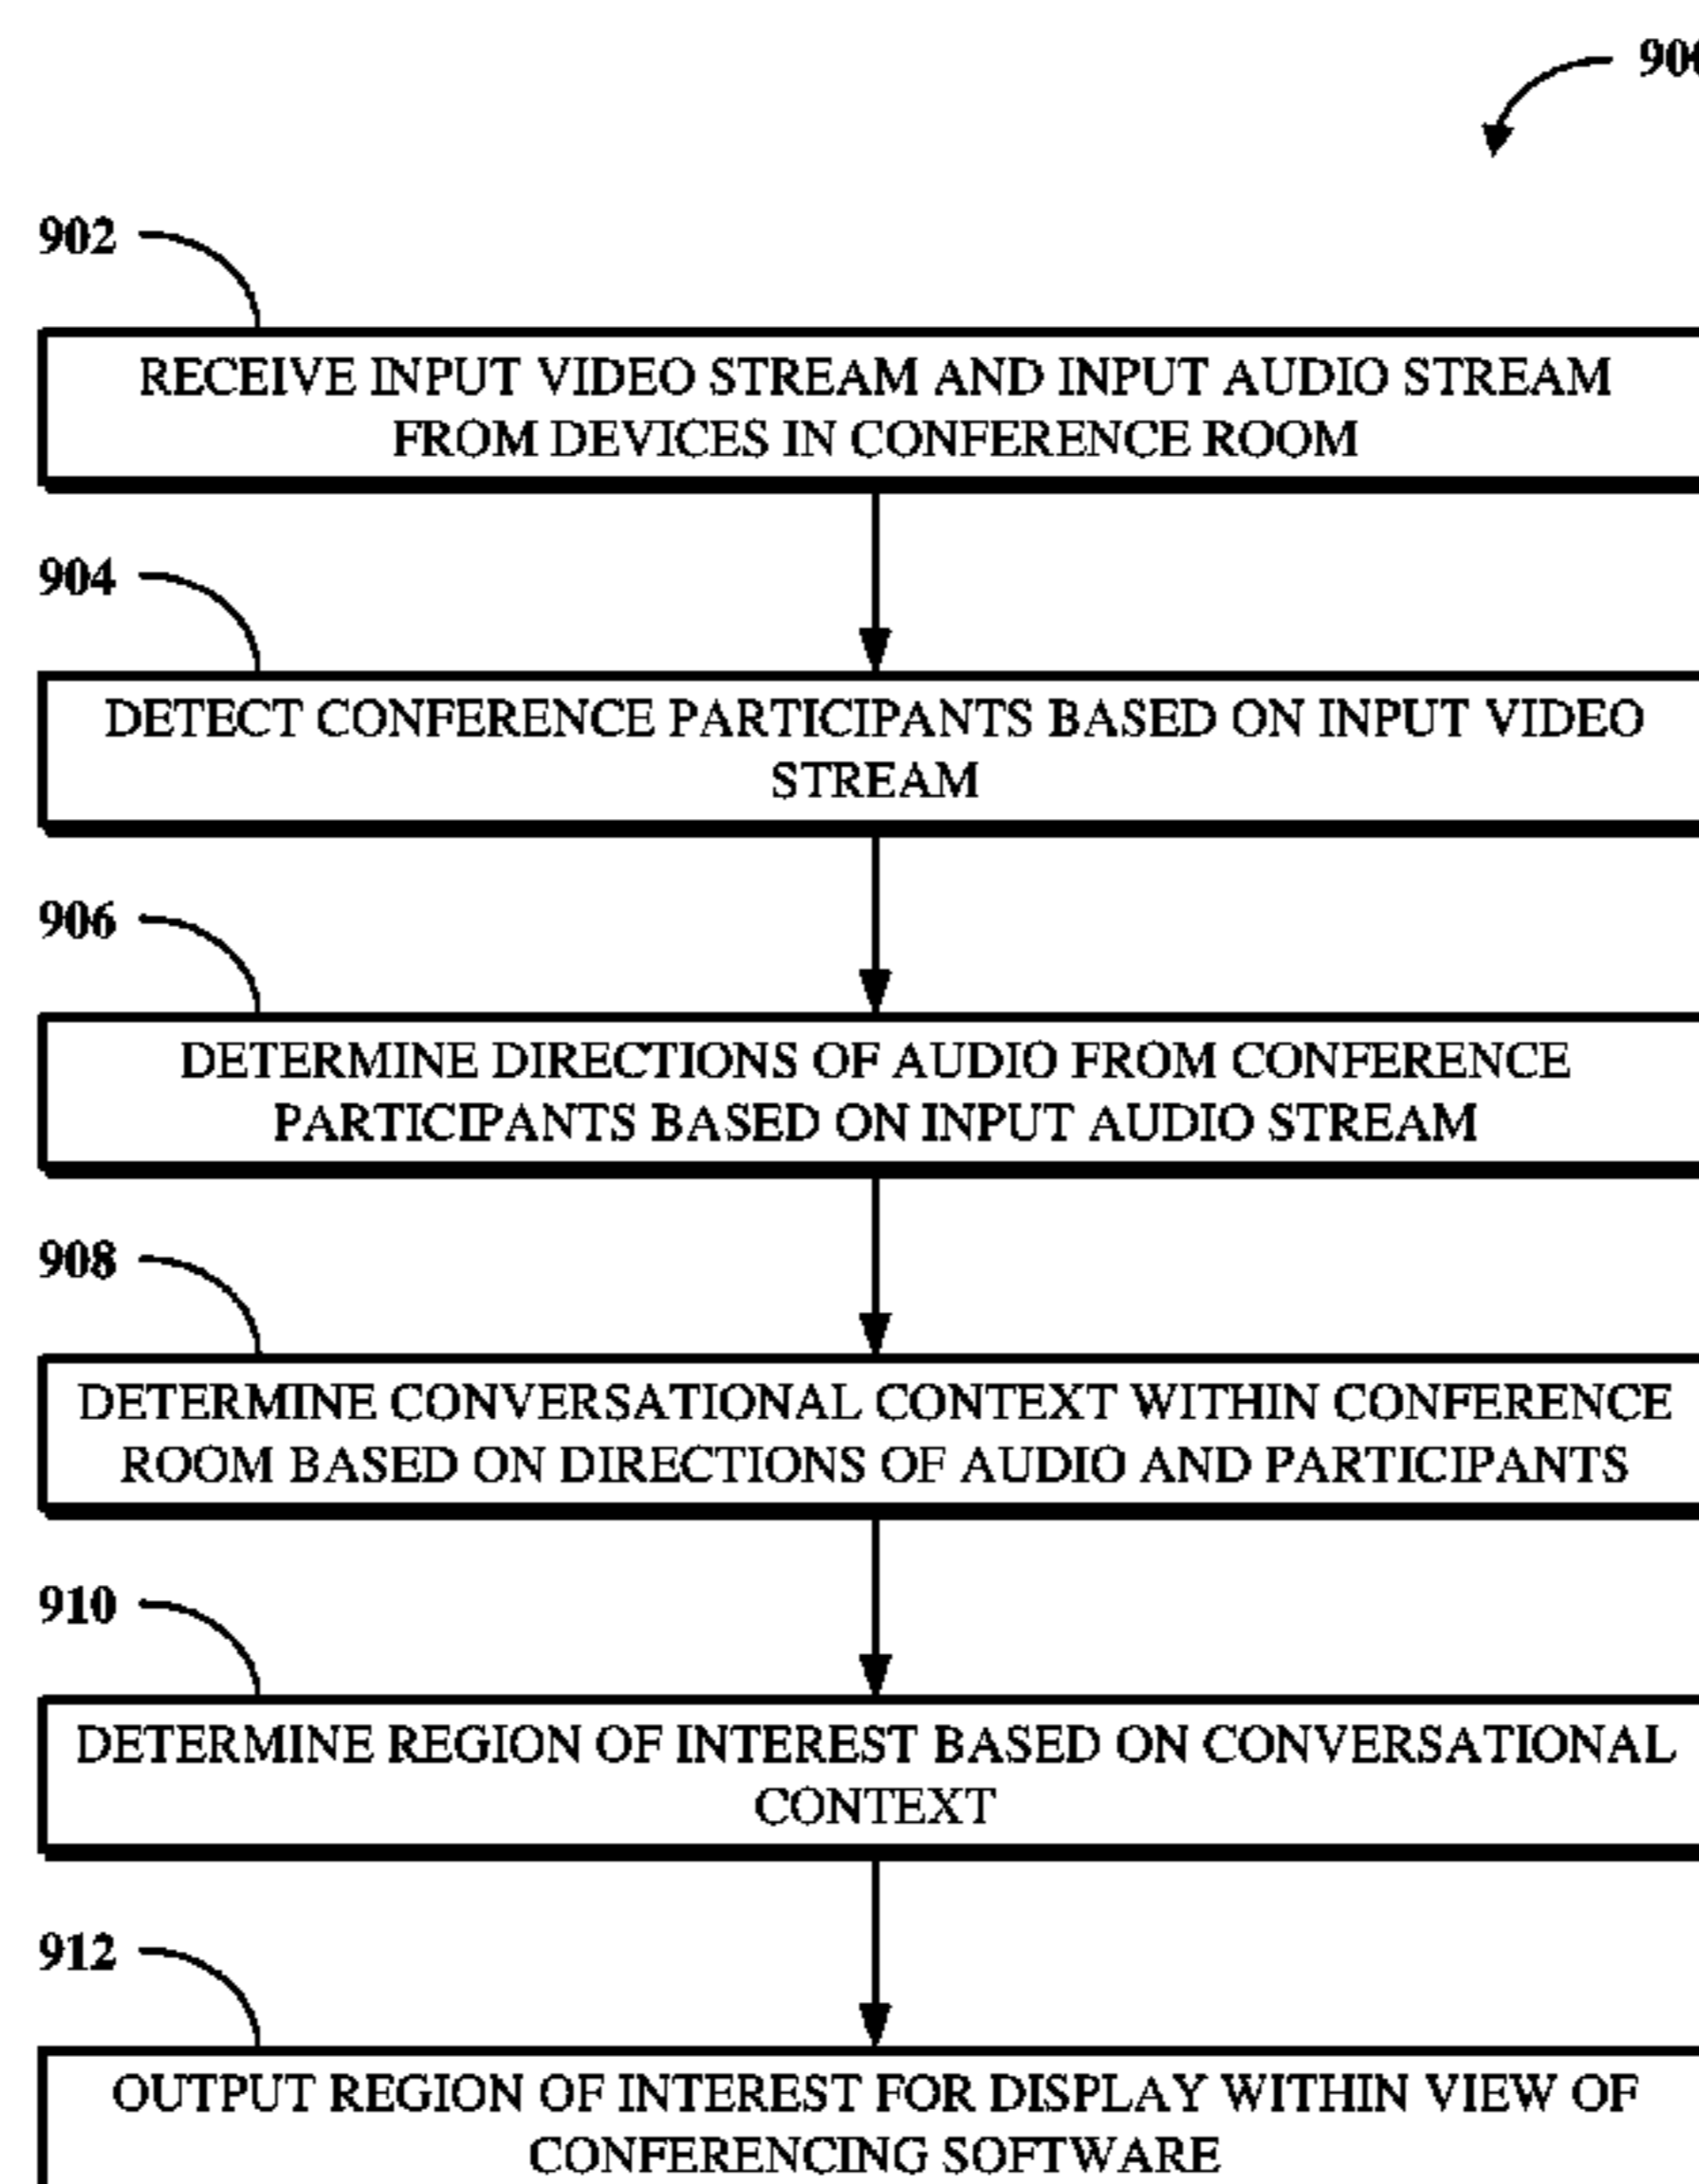 902
RECEIVE INPUT VIDEO STREAM AND INPUT AUDIO STREAM
FROM DEVICES IN CONFERENCE ROOM
904
DETECT CONFERENCE PARTICIPANTS BASED ON INPUT VIDEO
STREAM
906
DETERMINE DIRECTIONS OF AUDIO FROM CONFERENCE
PARTICIPANTS BASED ON INPUT AUDIO STREAM
908
DETERMINE CONVERSATIONAL CONTEXT WITHIN CONFERENCE
ROOM BASED ON DIRECTIONS OF AUDIO AND PARTICIPANTS
910
DETERMINE REGION OF INTEREST BASED ON CONVERSATIONAL
CONTEXT
912
OUTPUT REGION OF INTEREST FOR DISPLAY WITHIN VIEW OF
CONFERENCING SOFTWARE